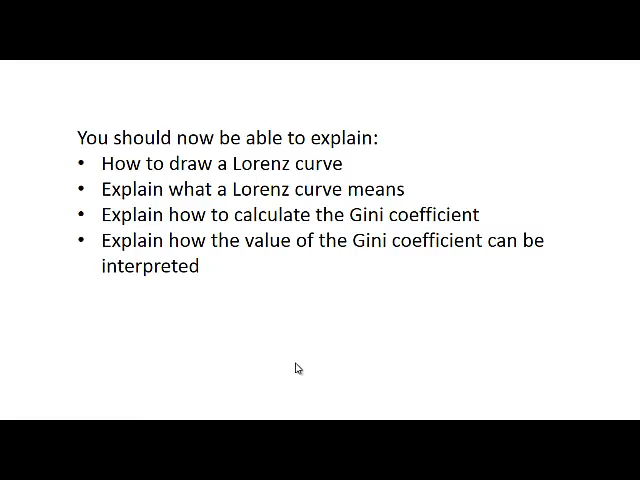 You should now be able to explain:
• How to draw a Lorenz curve
• Explain what a Lorenz curve means
• Explain how to calculate the Gini coefficient
• Explain how the value of the Gini coefficient can be
interpreted